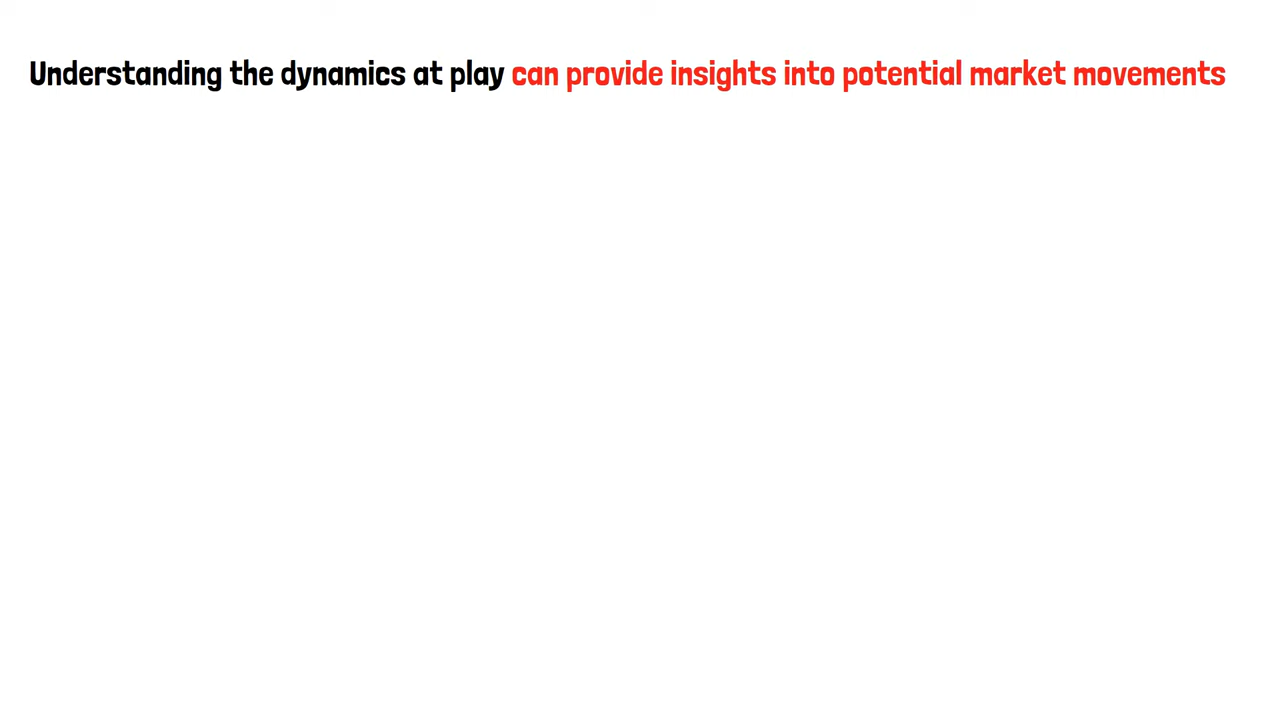 Understanding the dynamics at play can provide insights into potential market movements